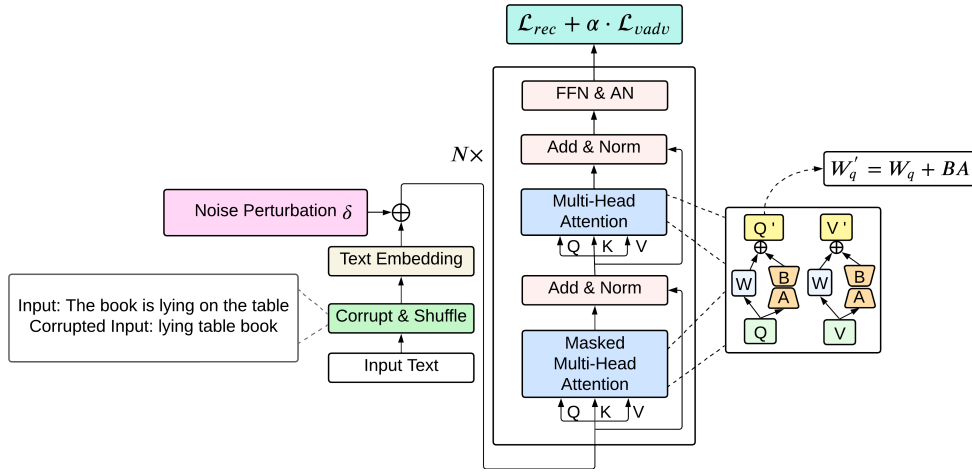 ℒ_rec + α · ℒ_vadv
FFN & AN
Add & Norm
N×
W'_q = W_q + BA
Multi-Head
Attention
Q K V
Noise Perturbation δ
Text Embedding
Corrupt & Shuffle
Input Text
Input: The book is lying on the table
Corrupted Input: lying table book
Add & Norm
Masked
Multi-Head
Attention
Q K V
Q ' V '
W B W B
A A
Q V